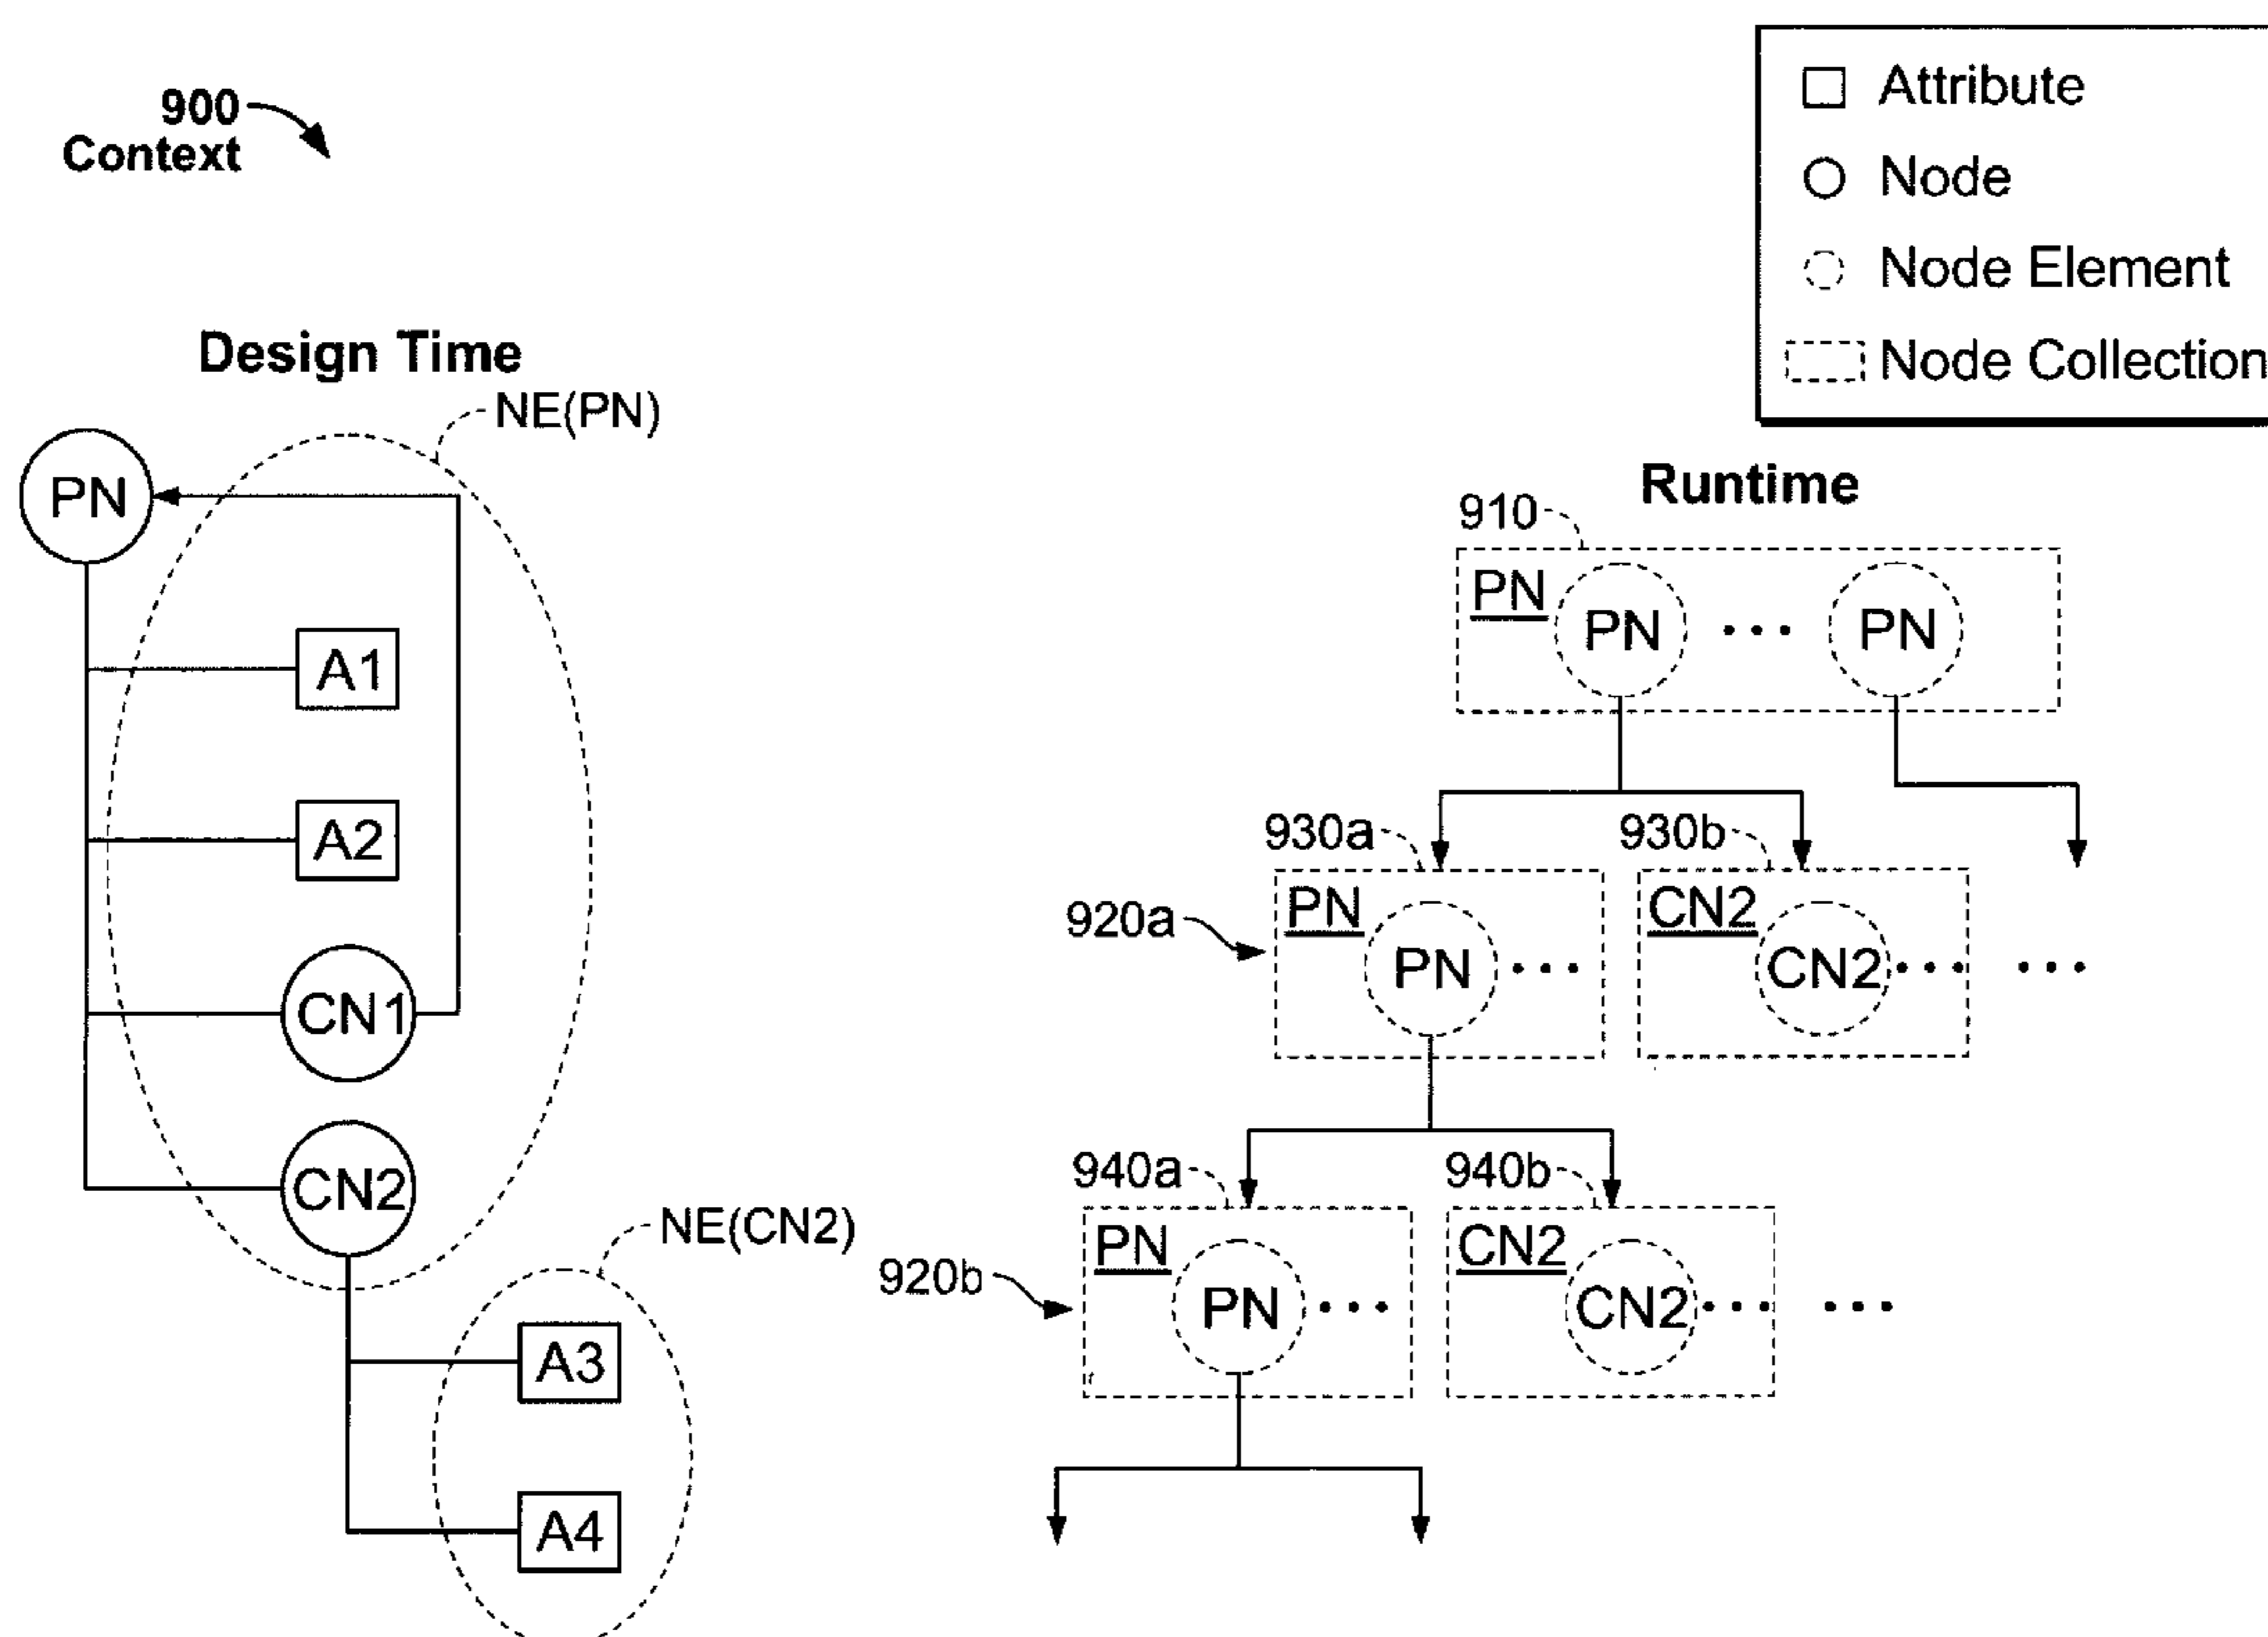 900
Context
Attribute
Node
Node Element
Node Collection
Design Time
NE(PN)
PN
A1
A2
CN1
CN2
NE(CN2)
A3
A4
Runtime
910
PN PN ... PN
930a 930b
920a
PN PN ...
CN2 CN2 ... ...
940a 940b
920b
PN PN ...
CN2 CN2 ... ...